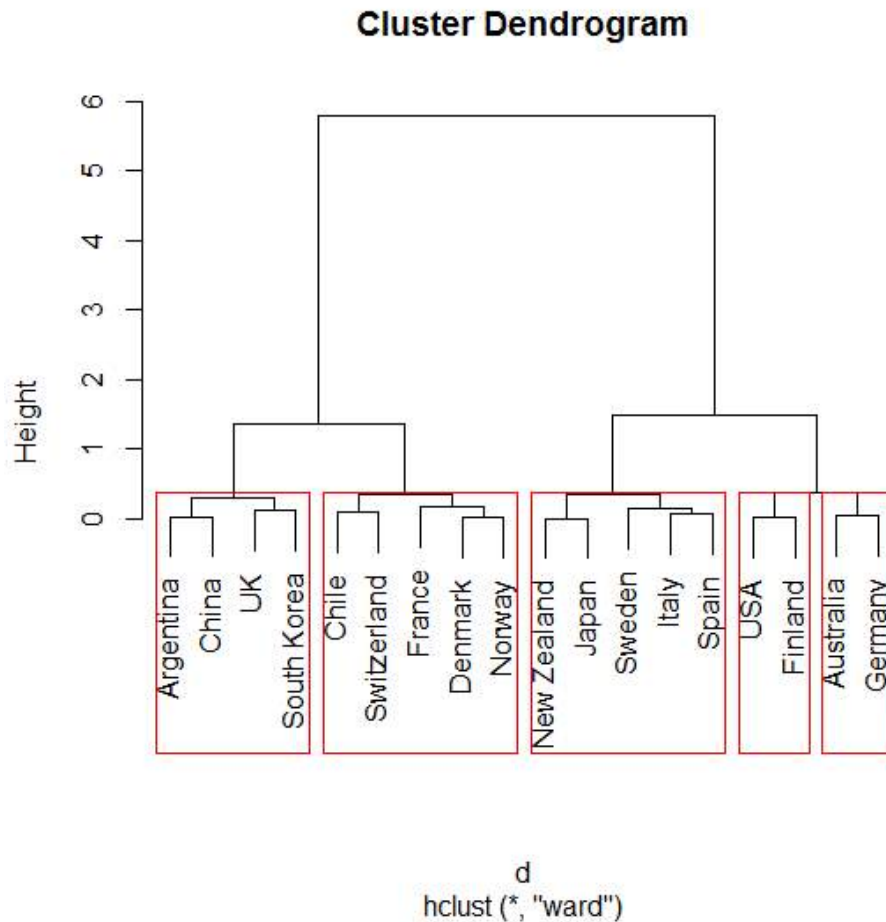 Cluster Dendrogram
Height
0 1 2 3 4 5 6
Argentina
China
UK
South Korea
Chile
Switzerland
France
Denmark
Norway
New Zealand
Japan
Sweden
Italy
Spain
USA
Finland
Australia
Germany
d
hclust (*, "ward")